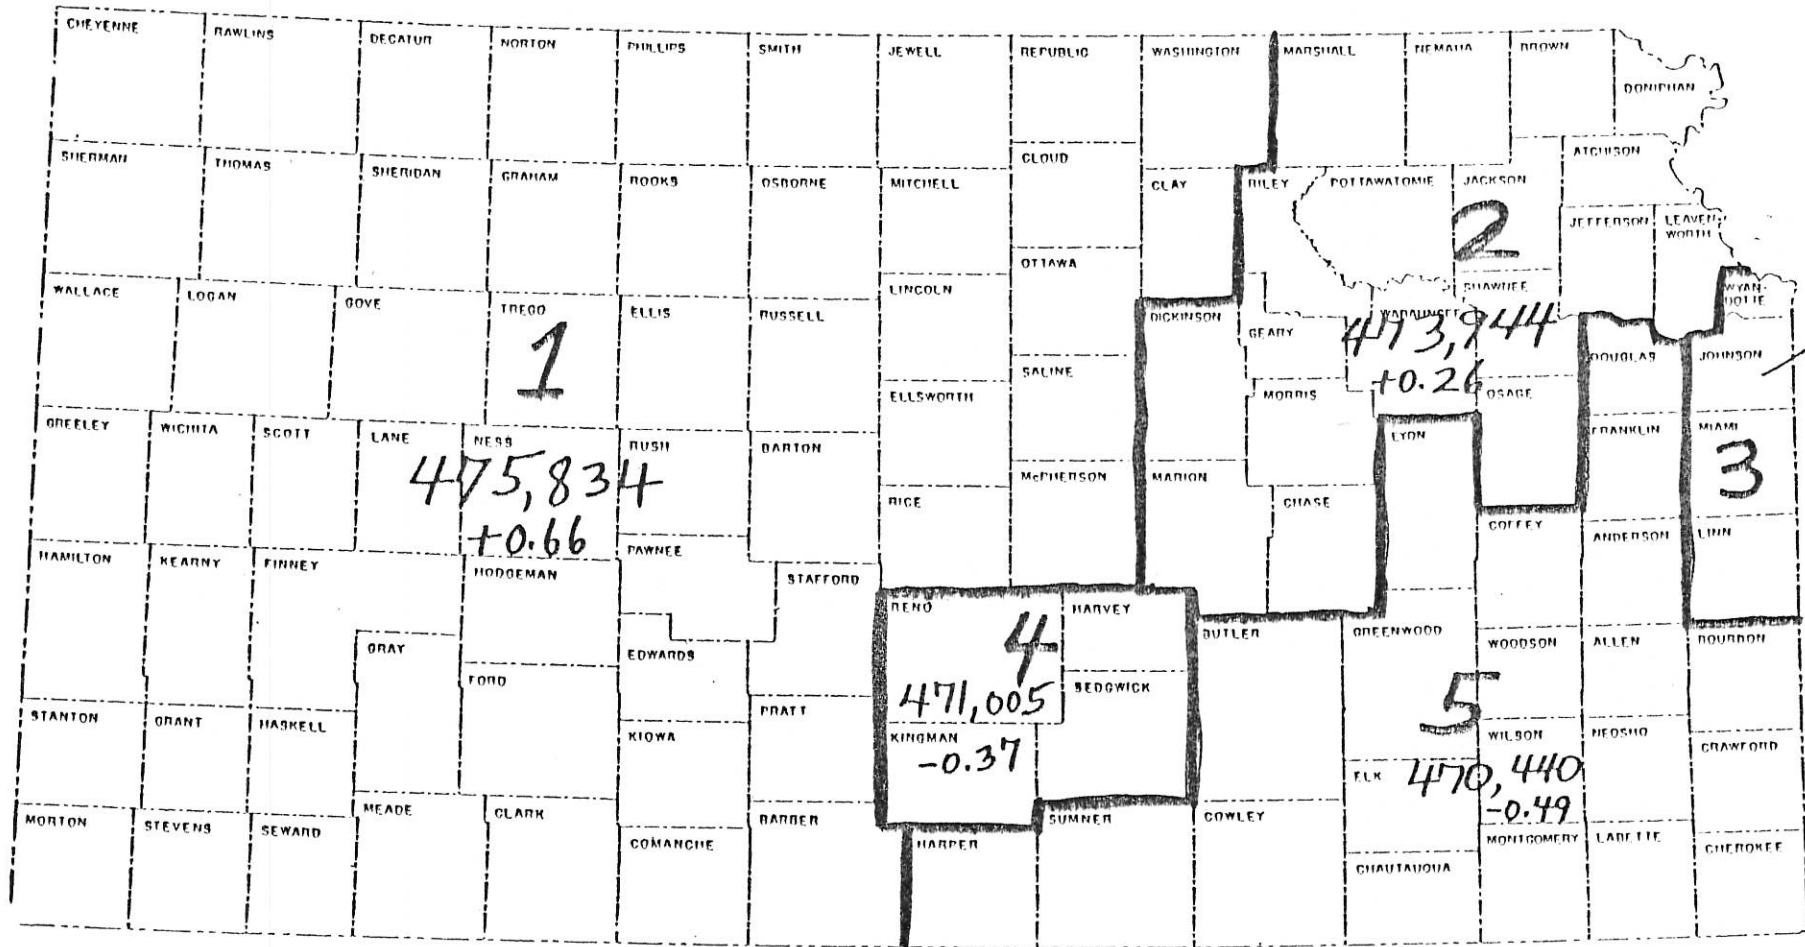 CHEYENNE RAWLINS DECATUR NORTON PHILLIPS SMITH JEWELL REPUBLIC WASHINGTON MARSHALL NEMAHA BROWN
DONIPHAN
SHERMAN THOMAS SHERIDAN GRAHAM ROOKS OSBORNE MITCHELL CLOUD CLAY RILEY POTTAWATOMIE JACKSON ATCHISON
2
JEFFERSON LEAVEN-
WORTH
WALLACE LOGAN GOVE TREGO ELLIS RUSSELL LINCOLN OTTAWA DICKINSON GEARY WABAUNSEE SHAWNEE WYAN-
DOTTE
1
473,944
+0.26
SALINE ELLSWORTH MORRIS OSAGE DOUGLAS JOHNSON
GREELEY WICHITA SCOTT LANE NESS RUSH BARTON RICE McPHERSON MARION CHASE LYON FRANKLIN MIAMI
475,834
+0.66
3
COFFEY ANDERSON LINN
HAMILTON KEARNY FINNEY HODGEMAN PAWNEE STAFFORD RENO HARVEY BUTLER GREENWOOD WOODSON ALLEN BOURBON
4
GRAY EDWARDS
FORD
471,005
SEDGWICK
5
STANTON GRANT HASKELL KIOWA PRATT KINGMAN WILSON NEOSHO CRAWFORD
-0.37
ELK
470,440
-0.49
MORTON STEVENS SEWARD MEADE CLARK COMANCHE BARBER HARPER SUMNER COWLEY CHAUTAUQUA MONTGOMERY LABETTE CHEROKEE